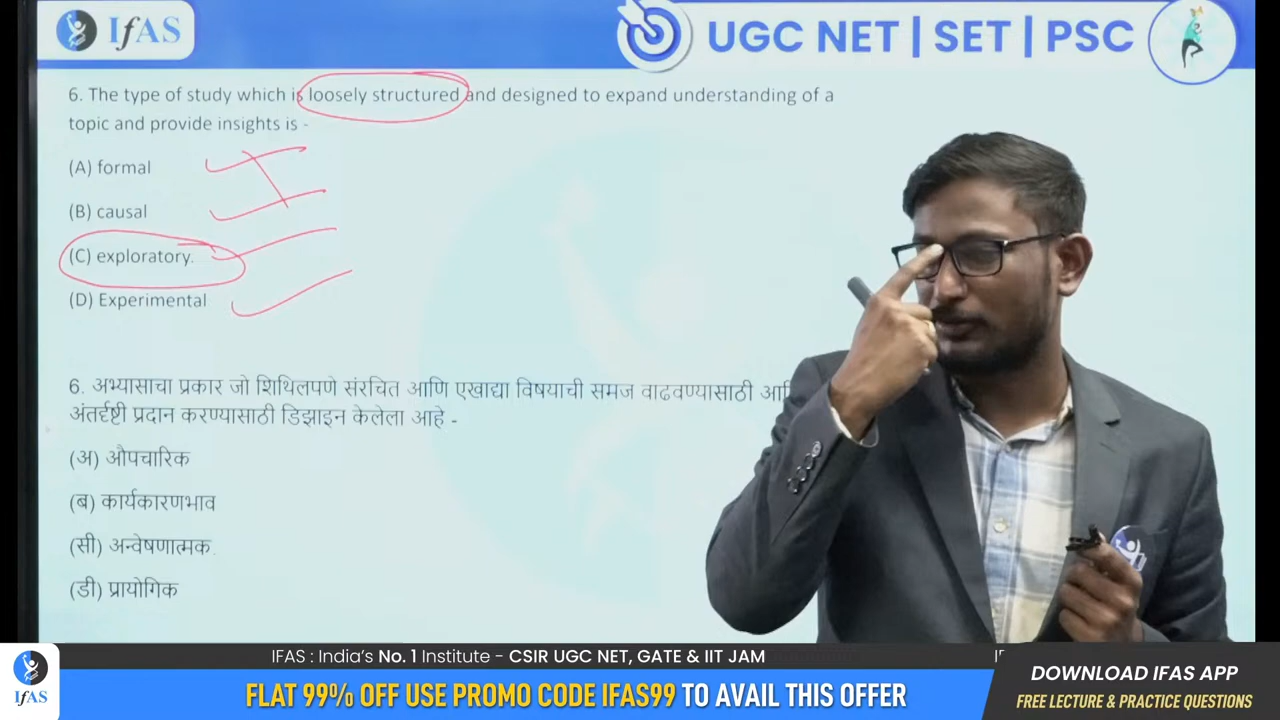 IfAS
UGC NET | SET | PSC
6. The type of study which is loosely structured and designed to expand understanding of a
topic and provide insights is -
(A) formal
(B) causal
(C) exploratory.
(D) Experimental
6. अभ्यासाचा प्रकार जो शिथिलपणे संरचित आणि एखाद्या विषयाची समज वाढवण्यासाठी
अंतर्दृष्टी प्रदान करण्यासाठी डिझाइन केलेला आहे -
(अ) औपचारिक
(ब) कार्यकारणभाव
(सी) अन्वेषणात्मक.
(डी) प्रायोगिक
IFAS : India's No. 1 Institute - CSIR UGC NET, GATE & IIT JAM
IfAS
FLAT 99% OFF USE PROMO CODE IFAS99 TO AVAIL THIS OFFER
DOWNLOAD IFAS APP
FREE LECTURE & PRACTICE QUESTIONS